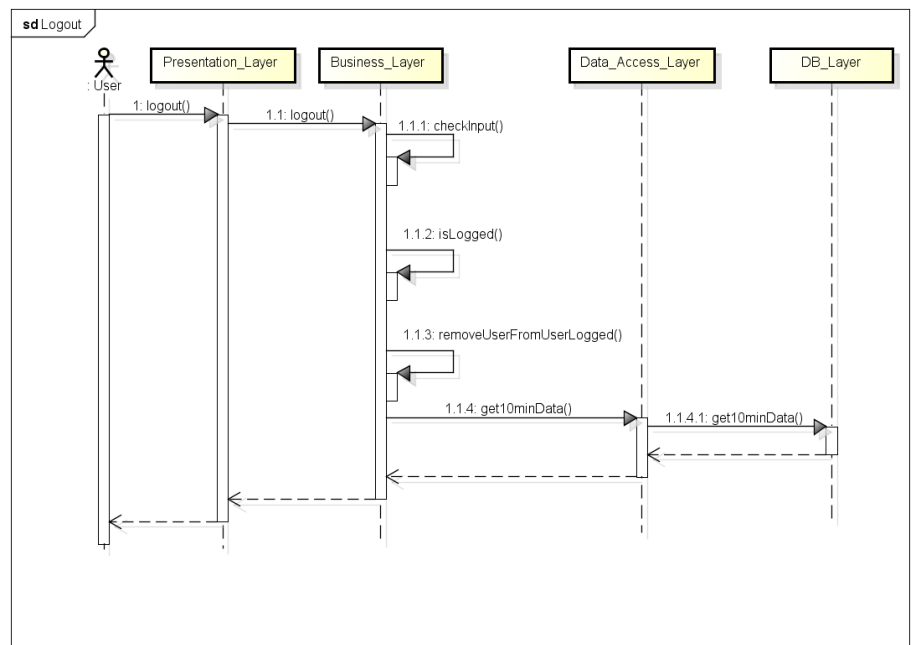 sd Logout
: User
Presentation_Layer
Business_Layer
Data_Access_Layer
DB_Layer
1: logout()
1.1: logout()
1.1.1: checkInput()
1.1.2: isLogged()
1.1.3: removeUserFromUserLogged()
1.1.4: get10minData()
1.1.4.1: get10minData()